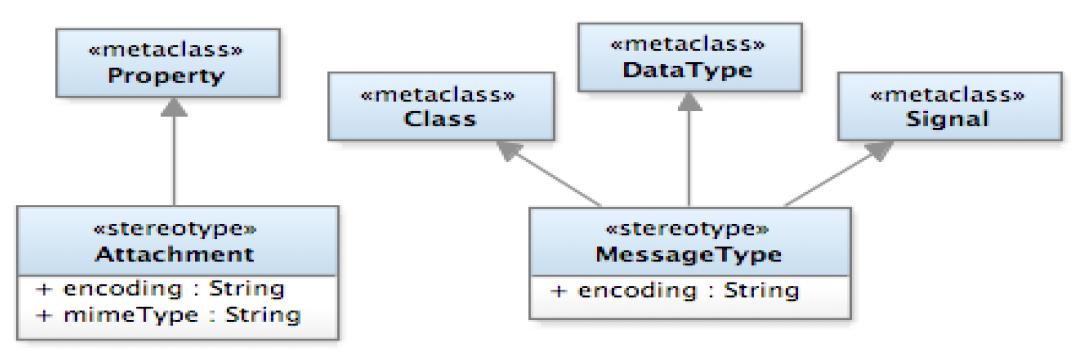 «metaclass»
Property
«metaclass»
Class
«metaclass»
DataType
«metaclass»
Signal
«stereotype»
Attachment
+ encoding : String
+ mimeType : String
«stereotype»
MessageType
+ encoding : String